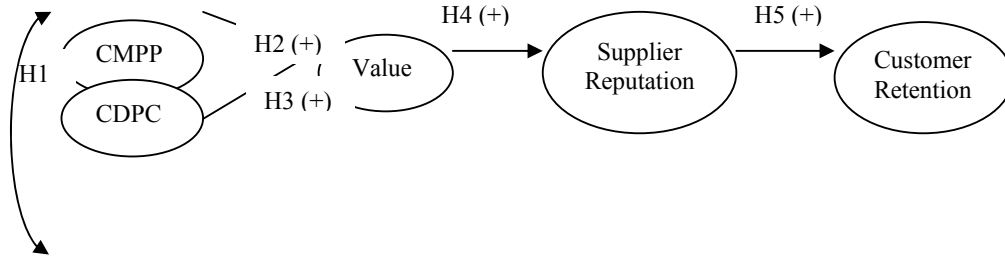 H4 (+)
H5 (+)
H2 (+)
CMPP
Supplier
Value
Customer
H1
Reputation
Retention
H3 (+)
CDPC